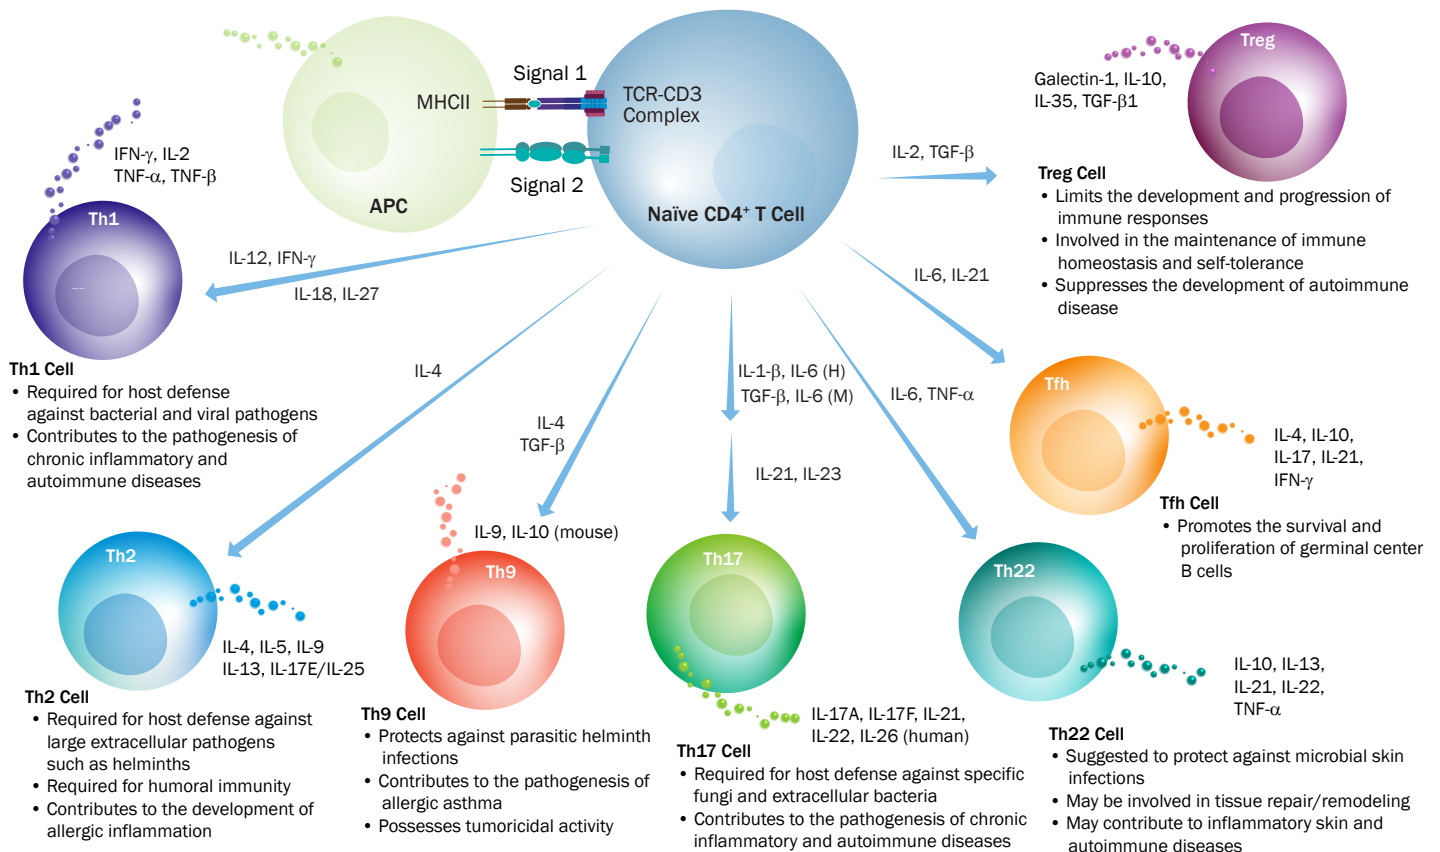 Signal 1
MHCII
TCR-CD3
Complex
Signal 2
APC
Naïve CD4⁺ T Cell
Treg
Galectin-1, IL-10,
IL-35, TGF-β1
IL-2, TGF-β
Treg Cell
• Limits the development and progression of
immune responses
• Involved in the maintenance of immune
homeostasis and self-tolerance
• Suppresses the development of autoimmune
disease
IFN-γ, IL-2
TNF-α, TNF-β
Th1
IL-12, IFN-γ
IL-18, IL-27
Th1 Cell
• Required for host defense
against bacterial and viral pathogens
• Contributes to the pathogenesis of
chronic inflammatory and
autoimmune diseases
IL-4
Th2
IL-4, IL-5, IL-9
IL-13, IL-17E/IL-25
Th2 Cell
• Required for host defense against
large extracellular pathogens
such as helminths
• Required for humoral immunity
• Contributes to the development of
allergic inflammation
IL-4
TGF-β
IL-9, IL-10 (mouse)
Th9
Th9 Cell
• Protects against parasitic helminth
infections
• Contributes to the pathogenesis of
allergic asthma
• Possesses tumoricidal activity
IL-1-β, IL-6 (H)
TGF-β, IL-6 (M)
IL-21, IL-23
Th17
IL-17A, IL-17F, IL-21,
IL-22, IL-26 (human)
Th17 Cell
• Required for host defense against specific
fungi and extracellular bacteria
• Contributes to the pathogenesis of chronic
inflammatory and autoimmune diseases
IL-6, TNF-α
Th22
IL-10, IL-13,
IL-21, IL-22,
TNF-α
Th22 Cell
• Suggested to protect against microbial skin
infections
• May be involved in tissue repair/remodeling
• May contribute to inflammatory skin and
autoimmune diseases
IL-6, IL-21
Tfh
IL-4, IL-10,
IL-17, IL-21,
IFN-γ
Tfh Cell
• Promotes the survival and
proliferation of germinal center
B cells